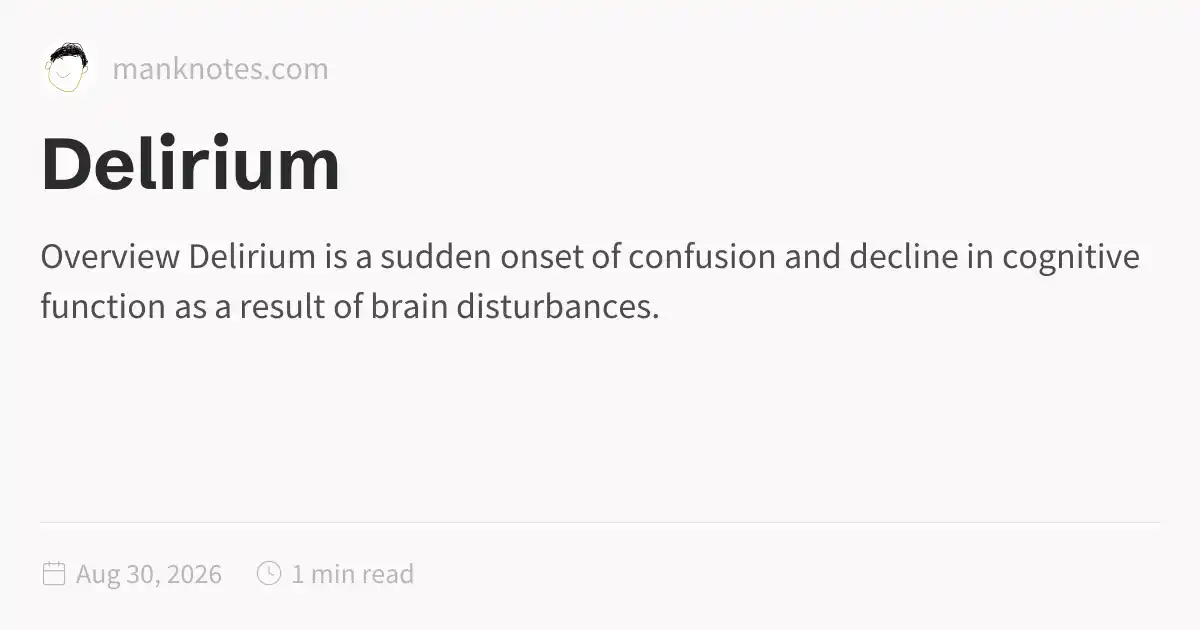 manknotes.com
Delirium
Overview Delirium is a sudden onset of confusion and decline in cognitive
function as a result of brain disturbances.
Aug 30, 2026 1 min read